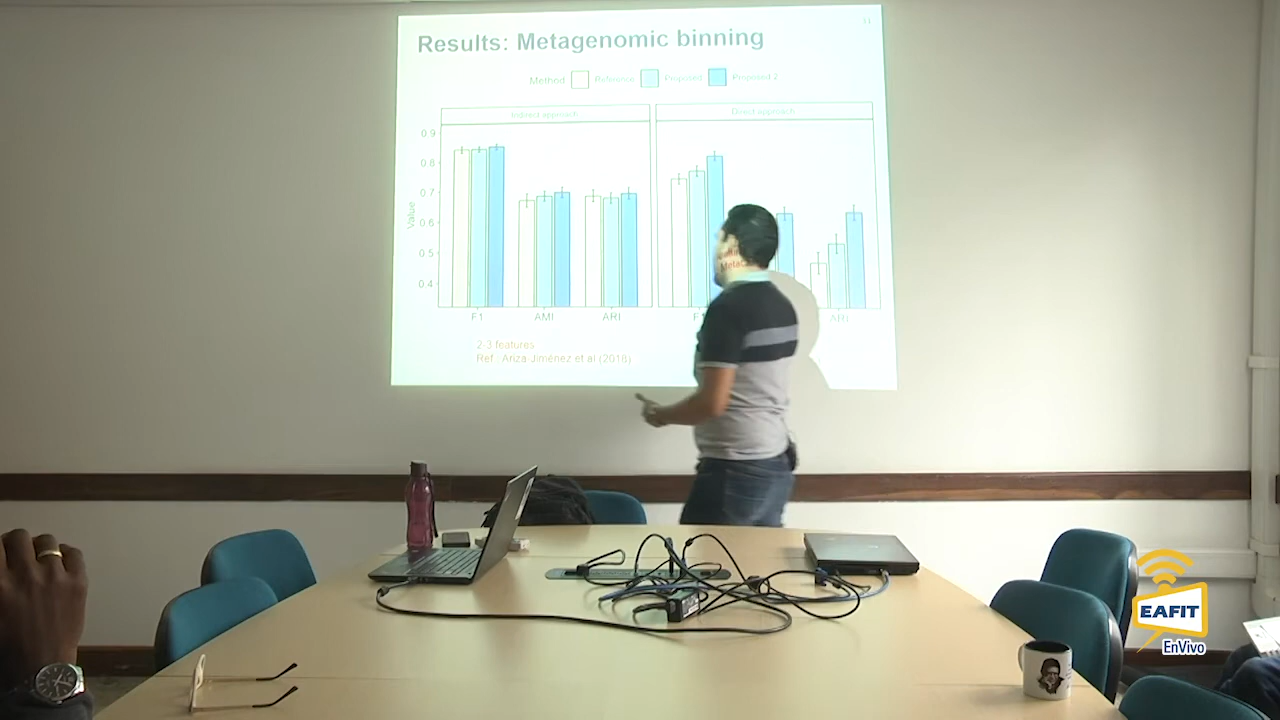 11
Results: Metagenomic binning
Method Reference Proposed Proposed 2
Indirect approach Direct approach
0.9
0.8
0.7
0.6
0.5
0.4
Value
F1 AMI ARI F1 ARI
2-3 features
Ref.: Ariza-Jiménez et al (2018)
EAFIT
EnVivo